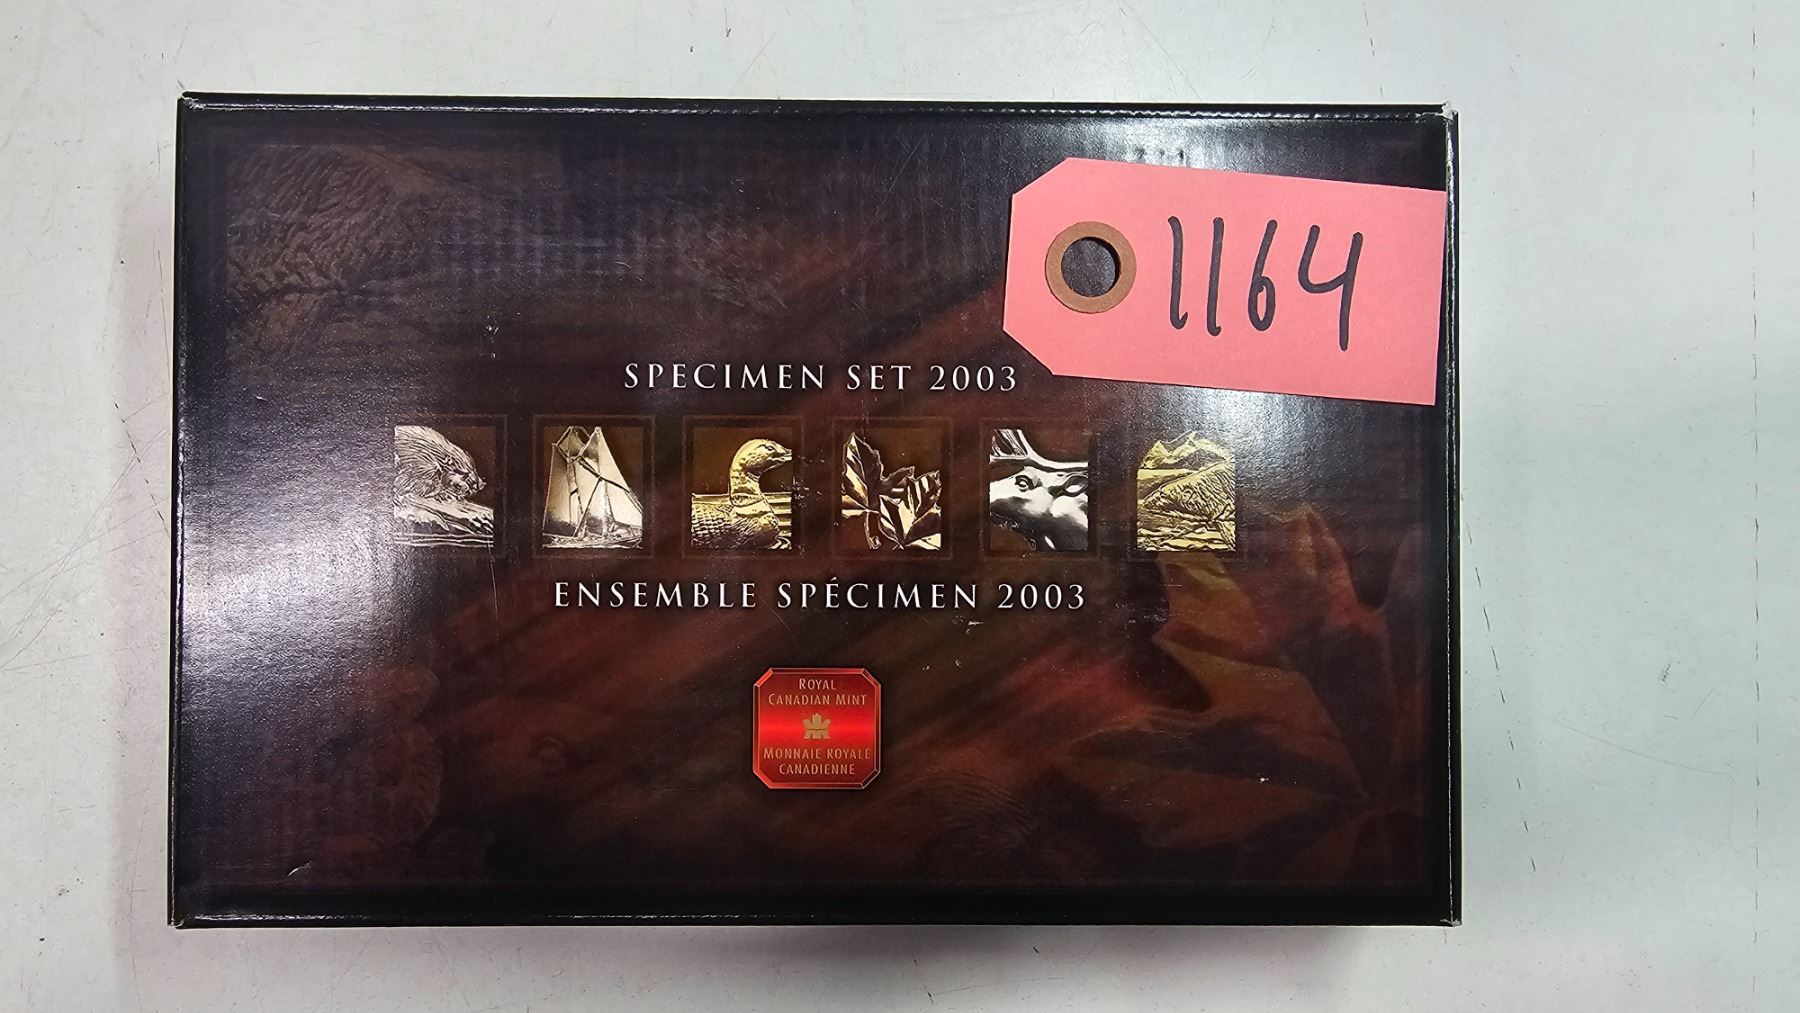 1164
SPECIMEN SET 2003
ENSEMBLE SPÉCIMEN 2003
ROYAL
CANADIAN MINT
MONNAIE ROYALE
CANADIENNE